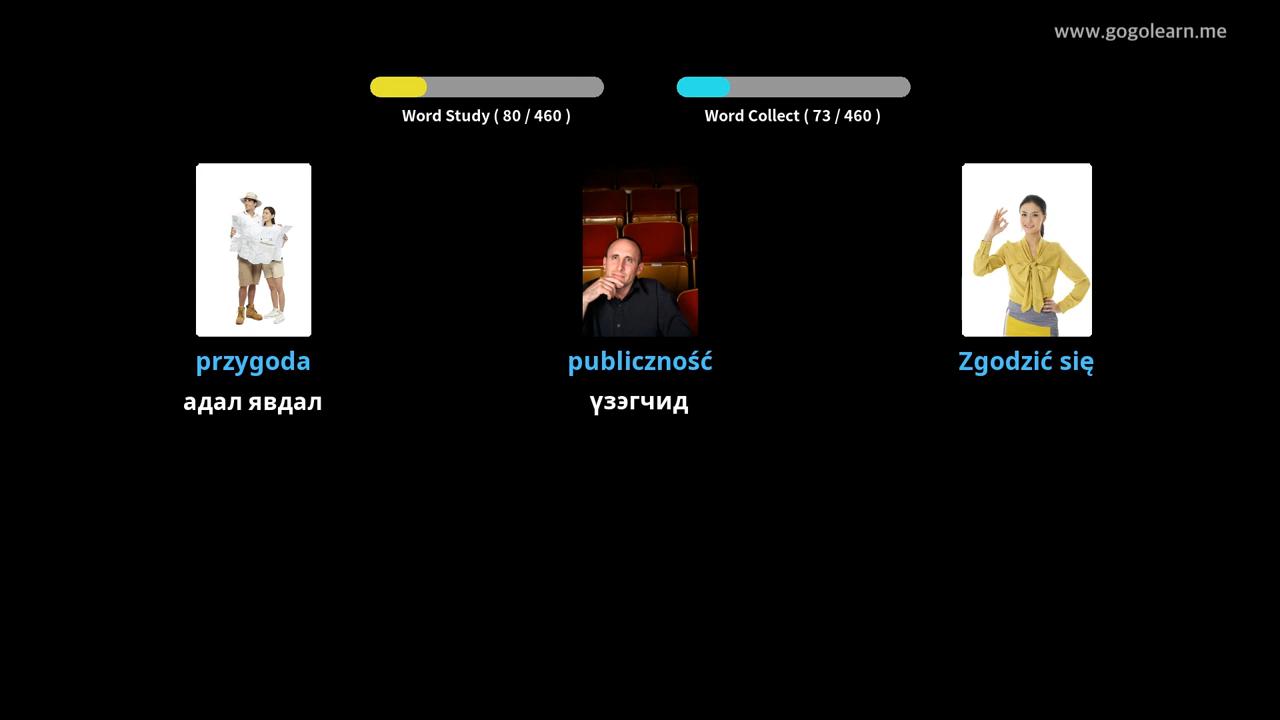 www.gogolearn.me
Word Study ( 80 / 460 )
Word Collect ( 73 / 460 )
przygoda
publiczność
Zgodzić się
адал явдал
үзэгчид